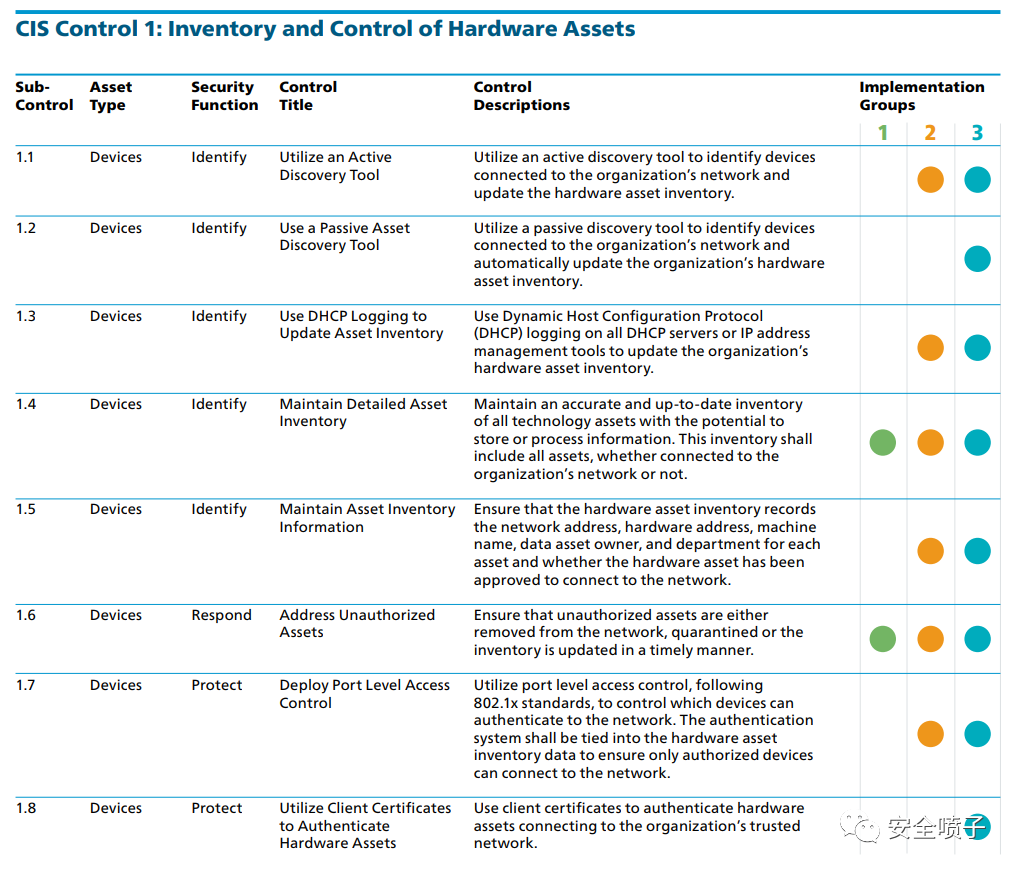 CIS Control 1: Inventory and Control of Hardware Assets
Sub-Control Asset Type Security Function Control Title Control Descriptions Implementation Groups
1 2 3
1.1 Devices Identify Utilize an Active Utilize an active discovery tool to identify devices
Discovery Tool connected to the organization’s network and
update the hardware asset inventory.
1.2 Devices Identify Use a Passive Asset Utilize a passive discovery tool to identify devices
Discovery Tool connected to the organization’s network and
automatically update the organization’s hardware
asset inventory.
1.3 Devices Identify Use DHCP Logging to Use Dynamic Host Configuration Protocol
Update Asset Inventory (DHCP) logging on all DHCP servers or IP address
management tools to update the organization’s
hardware asset inventory.
1.4 Devices Identify Maintain Detailed Asset Maintain an accurate and up-to-date inventory
Inventory of all technology assets with the potential to
store or process information. This inventory shall
include all assets, whether connected to the
organization’s network or not.
1.5 Devices Identify Maintain Asset Inventory Ensure that the hardware asset inventory records
Information the network address, hardware address, machine
name, data asset owner, and department for each
asset and whether the hardware asset has been
approved to connect to the network.
1.6 Devices Respond Address Unauthorized Ensure that unauthorized assets are either
Assets removed from the network, quarantined or the
inventory is updated in a timely manner.
1.7 Devices Protect Deploy Port Level Access Utilize port level access control, following
Control 802.1x standards, to control which devices can
authenticate to the network. The authentication
system shall be tied into the hardware asset
inventory data to ensure only authorized devices
can connect to the network.
1.8 Devices Protect Utilize Client Certificates Use client certificates to authenticate hardware
to Authenticate assets connecting to the organization’s trusted
Hardware Assets network.
安全喷子